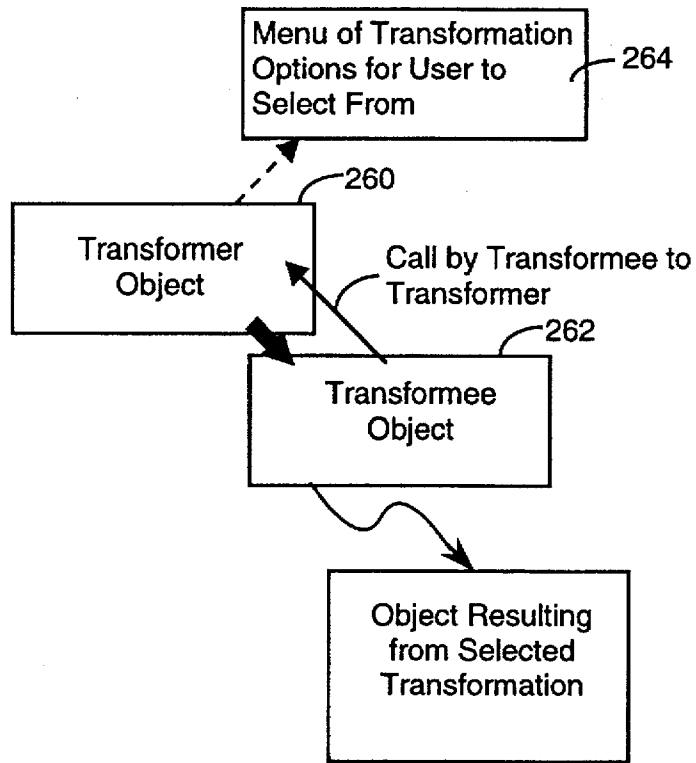 Menu of Transformation
Options for User to
Select From
264
260
Transformer
Object
Call by Transformee to
Transformer
262
Transformee
Object
Object Resulting
from Selected
Transformation